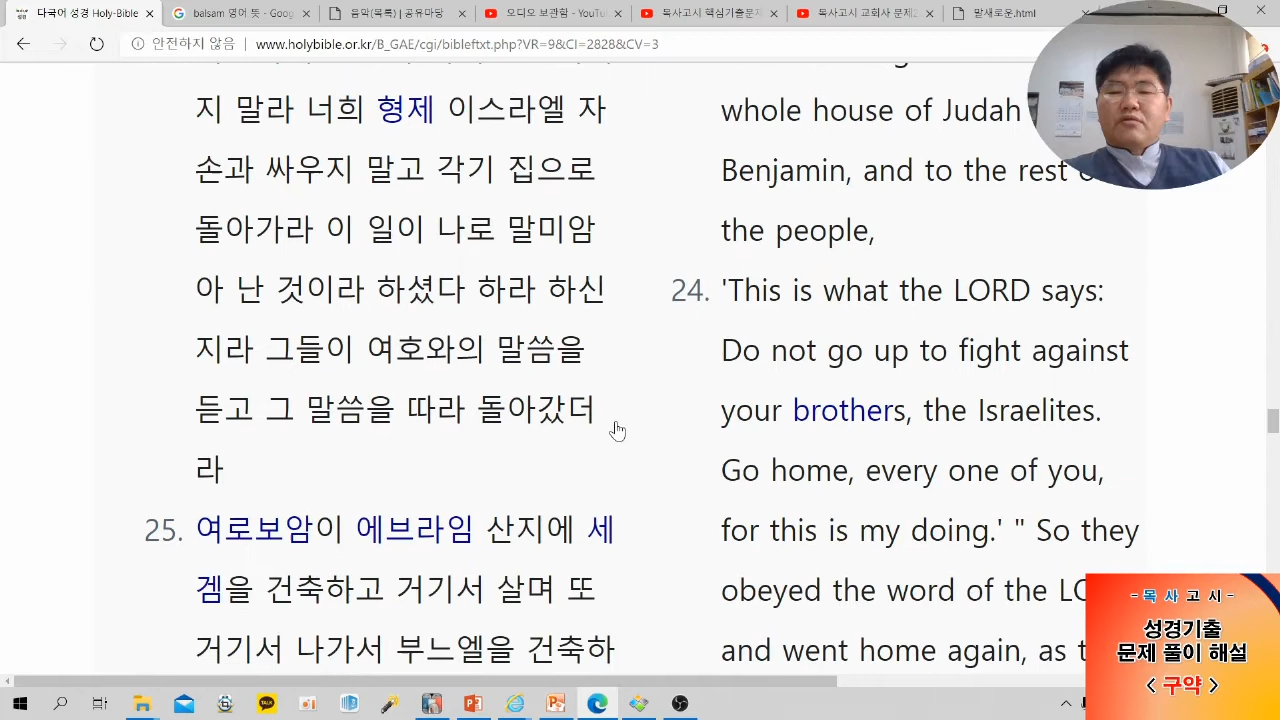 다국어 성경 Holy-Bible
balsam 영어 뜻 - Goog
음악(목록) | 공유마당
오디오 보관함 - YouTu
목사고시 핵심기출문
목사고시 교회사 문제
말새로운.html
안전하지 않음 www.holybible.or.kr/B_GAE/cgi/bibleftxt.php?VR=9&CI=2828&CV=3
지 말라 너희 형제 이스라엘 자
손과 싸우지 말고 각기 집으로
돌아가라 이 일이 나로 말미암
아 난 것이라 하셨다 하라 하신
지라 그들이 여호와의 말씀을
듣고 그 말씀을 따라 돌아갔더
라
25. 여로보암이 에브라임 산지에 세
겜을 건축하고 거기서 살며 또
거기서 나가서 부느엘을 건축하
whole house of Judah
Benjamin, and to the rest
the people,
24. 'This is what the LORD says:
Do not go up to fight against
your brothers, the Israelites.
Go home, every one of you,
for this is my doing.' " So they
obeyed the word of the
and went home again, as
- 목 사 고 시 -
성경기출
문제 풀이 해설
< 구약 >